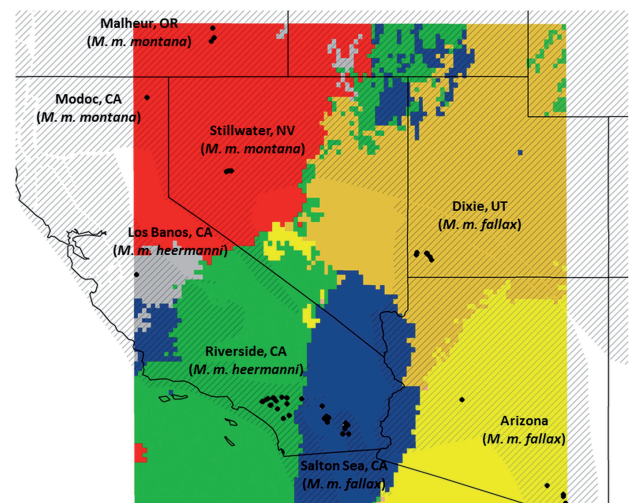 Malheur, OR
(M. m. montana)
Modoc, CA
(M. m. montana)
Stillwater, NV
(M. m. montana)
Dixie, UT
(M. m. fallax)
Los Banos, CA
(M. m. heermanni)
Riverside, CA
(M. m. heermanni)
Arizona
(M. m. fallax)
Salton Sea, CA
(M. m. fallax)